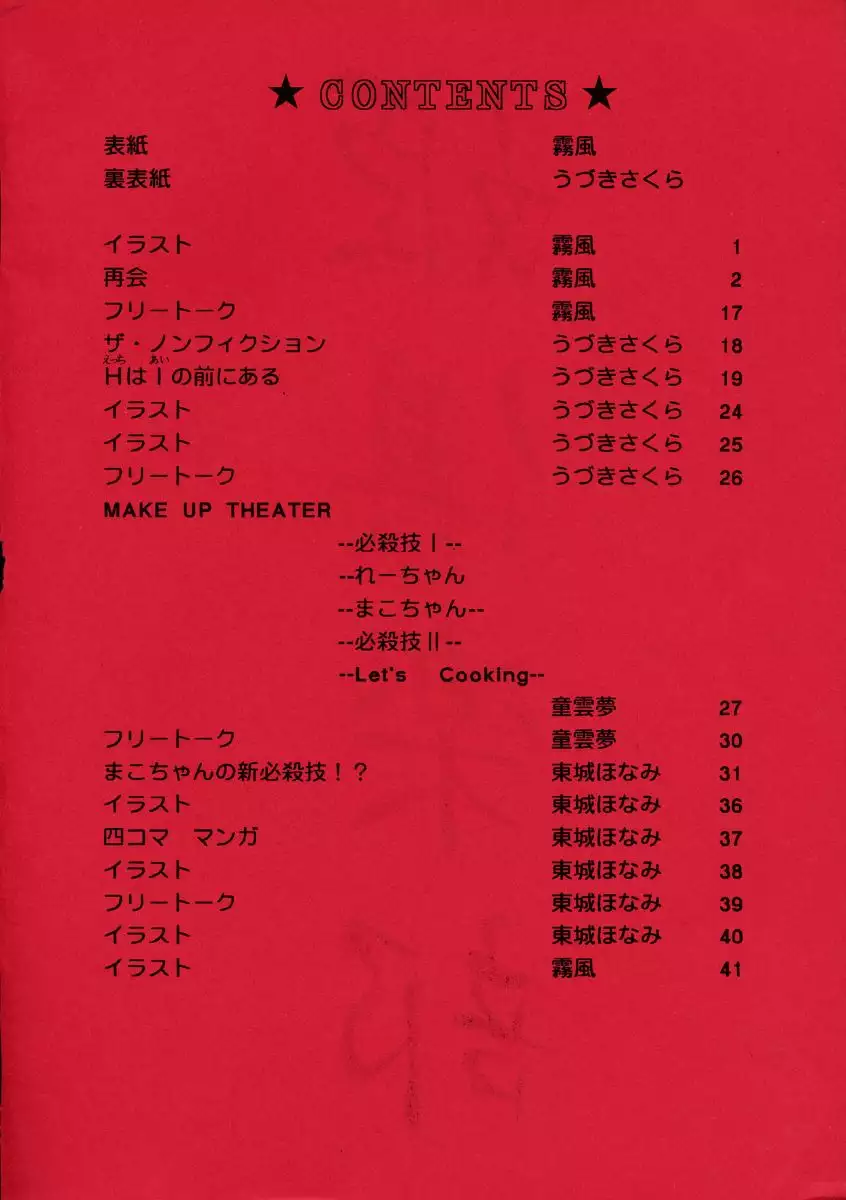 ★ CONTENTS ★
表紙 霧風
裏表紙 うづきさくら
イラスト 霧風 1
再会 霧風 2
フリートーク 霧風 17
ザ・ノンフィクション うづきさくら 18
えっち あい
HはIの前にある うづきさくら 19
イラスト うづきさくら 24
イラスト うづきさくら 25
フリートーク うづきさくら 26
MAKE UP THEATER
--必殺技I--
--れーちゃん
--まこちゃん--
--必殺技II--
--Let's Cooking--
童雲夢 27
フリートーク 童雲夢 30
まこちゃんの新必殺技!? 東城ほなみ 31
イラスト 東城ほなみ 36
四コマ マンガ 東城ほなみ 37
イラスト 東城ほなみ 38
フリートーク 東城ほなみ 39
イラスト 東城ほなみ 40
イラスト 霧風 41